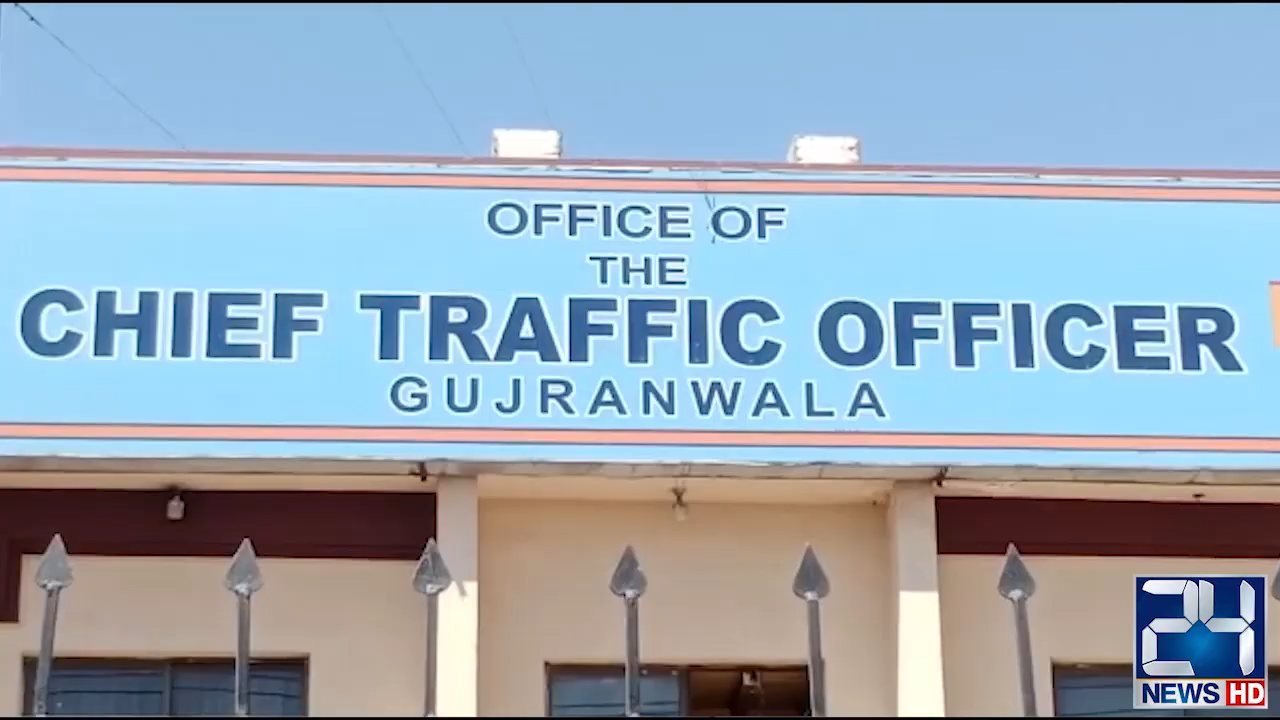 OFFICE OF
THE
CHIEF TRAFFIC OFFICER
GUJRANWALA
24
NEWS HD